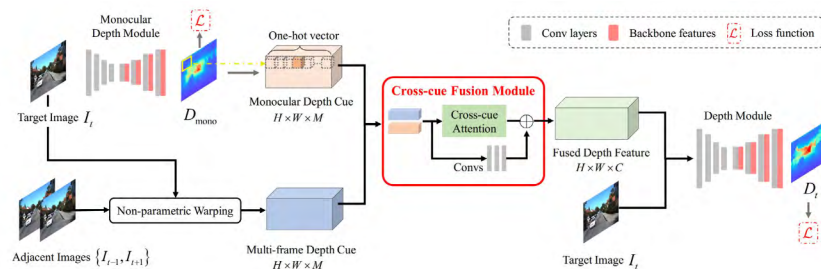 Monocular
Depth Module
ℒ
One-hot vector
Target Image I_t
D_mono
Monocular Depth Cue
H×W×M
Conv layers
Backbone features
ℒ Loss function
Cross-cue Fusion Module
Cross-cue
Attention
Convs
Fused Depth Feature
H×W×C
Depth Module
D_t
ℒ
Non-parametric Warping
Adjacent Images {I_{t-1}, I_{t+1}}
Multi-frame Depth Cue
H×W×M
Target Image I_t